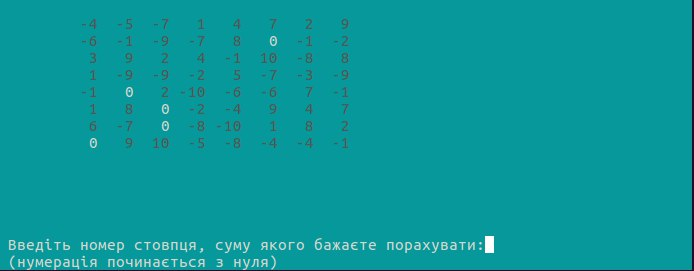 -4 -5 -7 1 4 7 2 9
-6 -1 -9 -7 8 0 -1 -2
3 9 2 4 -1 10 -8 8
1 -9 -9 -2 5 -7 -3 -9
-1 0 2 -10 -6 -6 7 -1
1 8 0 -2 -4 9 4 7
6 -7 0 -8 -10 1 8 2
0 9 10 -5 -8 -4 -4 -1
Введіть номер стовпця, суму якого бажаєте порахувати:
(нумерація починається з нуля)